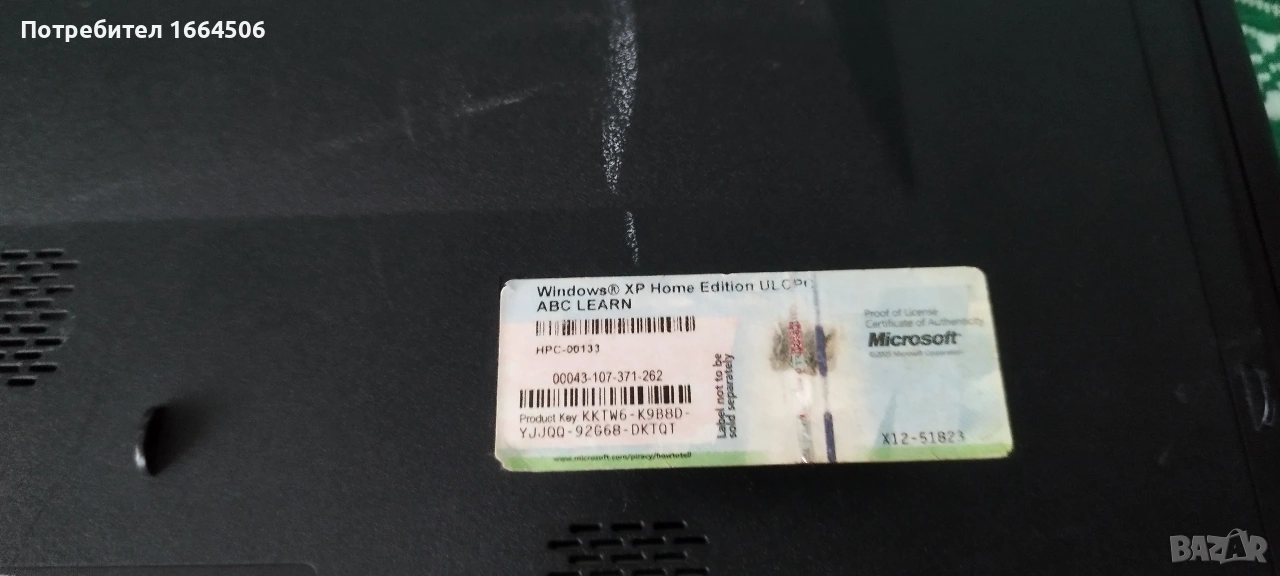 Потребител 1664506
Windows® XP Home Edition ULCPC
ABC LEARN
HPC-00133
00043-107-371-262
Product Key KKTW6-K9B8D-
YJJQQ-92G68-DKTQT
www.microsoft.com/piracy/howtotell
Label not to be
sold separately
Proof of License
Certificate of Authenticity
Microsoft
X12-51823
BAZAR